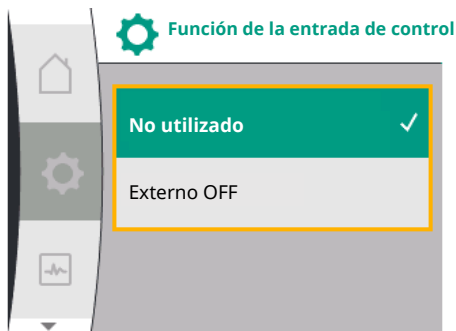 Función de la entrada de control
No utilizado
Externo OFF